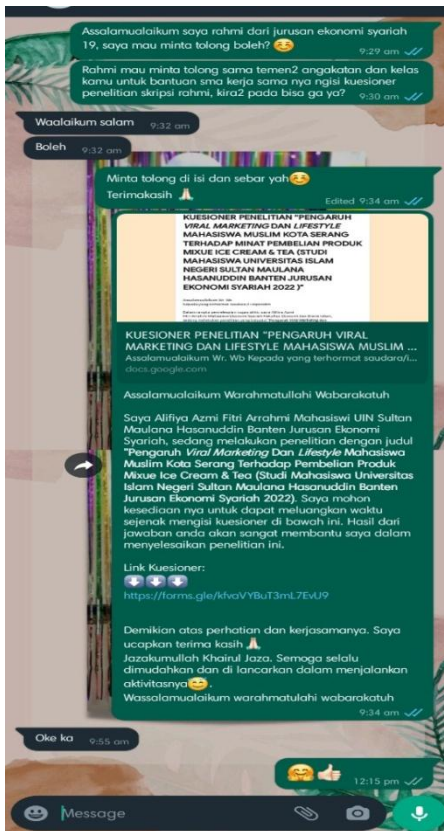 Assalamualaikum saya rahmi dari jurusan ekonomi syariah
19, saya mau minta tolong boleh?
9:29 am
Rahmi mau minta tolong sama temen2 angakatan dan kelas
kamu untuk bantuan sma kerja sama nya ngisi kuesioner
penelitian skripsi rahmi, kira2 pada bisa ga ya?
9:30 am
Waalaikum salam
9:32 am
Boleh
9:32 am
Minta tolong di isi dan sebar yah
Terimakasih
Edited 9:34 am
KUESIONER PENELITIAN "PENGARUH
VIRAL MARKETING DAN LIFESTYLE
MAHASISWA MUSLIM KOTA SERANG
TERHADAP MINAT PEMBELIAN PRODUK
MIXUE ICE CREAM & TEA (STUDI
MAHASISWA UNIVERSITAS ISLAM
NEGERI SULTAN MAULANA
HASANUDDIN BANTEN JURUSAN
EKONOMI SYARIAH 2022 )"
KUESIONER PENELITIAN "PENGARUH VIRAL
MARKETING DAN LIFESTYLE MAHASISWA MUSLIM ...
Assalamualaikum Wr. Wb Kepada yang terhormat saudara/i...
docs.google.com
Assalamualaikum Warahmatullahi Wabarakatuh
Saya Alifiya Azmi Fitri Arrahmi Mahasiswi UIN Sultan
Maulana Hasanuddin Banten Jurusan Ekonomi
Syariah, sedang melakukan penelitian dengan judul
"Pengaruh Viral Marketing Dan Lifestyle Mahasiswa
Muslim Kota Serang Terhadap Pembelian Produk
Mixue Ice Cream & Tea (Studi Mahasiswa Universitas
Islam Negeri Sultan Maulana Hasanuddin Banten
Jurusan Ekonomi Syariah 2022). Saya mohon
kesediaan nya untuk dapat meluangkan waktu
sejenak mengisi kuesioner di bawah ini. Hasil dari
jawaban anda akan sangat membantu saya dalam
menyelesaikan penelitian ini.
Link Kuesioner:
https://forms.gle/kfvaVYBuT3mL7EvU9
Demikian atas perhatian dan kerjasamanya. Saya
ucapkan terima kasih
Jazakumullah Khairul Jaza. Semoga selalu
dimudahkan dan di lancarkan dalam menjalankan
aktivitasnya.
Wassalamualaikum warahmatulahi wabarakatuh
9:34 am
Oke ka
9:55 am
12:15 pm
Message